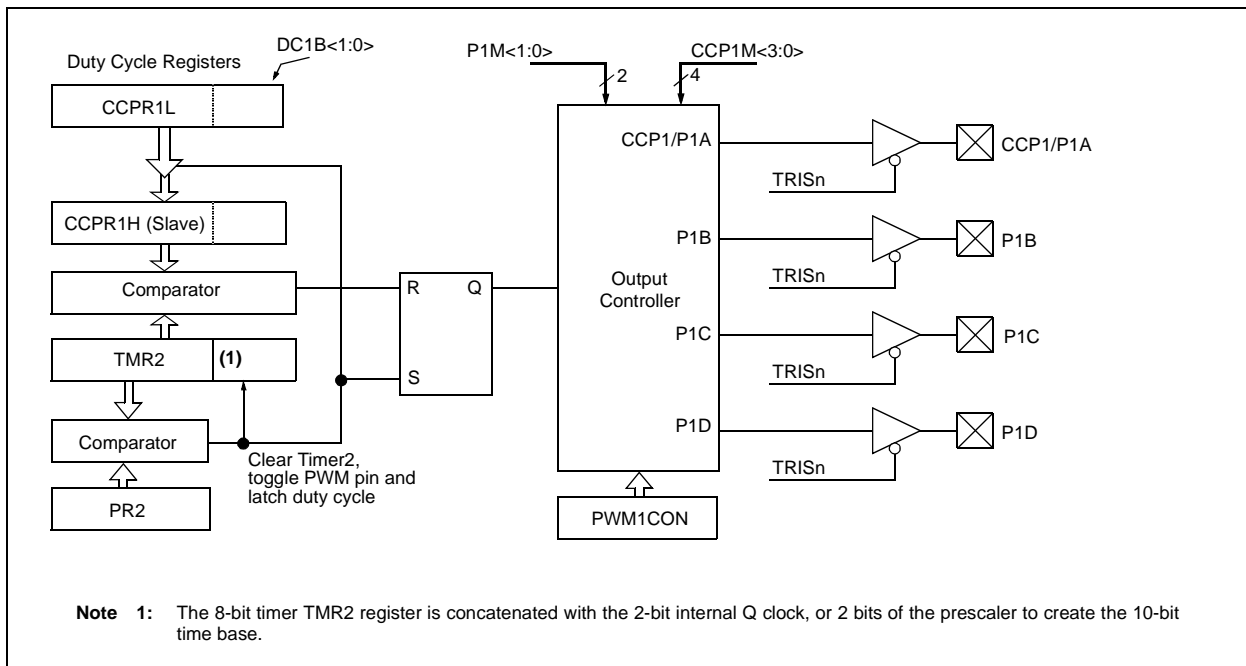 DC1B<1:0>
Duty Cycle Registers
CCPR1L
CCPR1H (Slave)
Comparator
TMR2
(1)
Comparator
PR2
Clear Timer2,
toggle PWM pin and
latch duty cycle
R
Q
S
P1M<1:0>
2
CCP1M<3:0>
4
Output
Controller
CCP1/P1A
P1B
P1C
P1D
PWM1CON
TRISn
CCP1/P1A
TRISn
P1B
TRISn
P1C
TRISn
P1D
Note 1: The 8-bit timer TMR2 register is concatenated with the 2-bit internal Q clock, or 2 bits of the prescaler to create the 10-bit
time base.